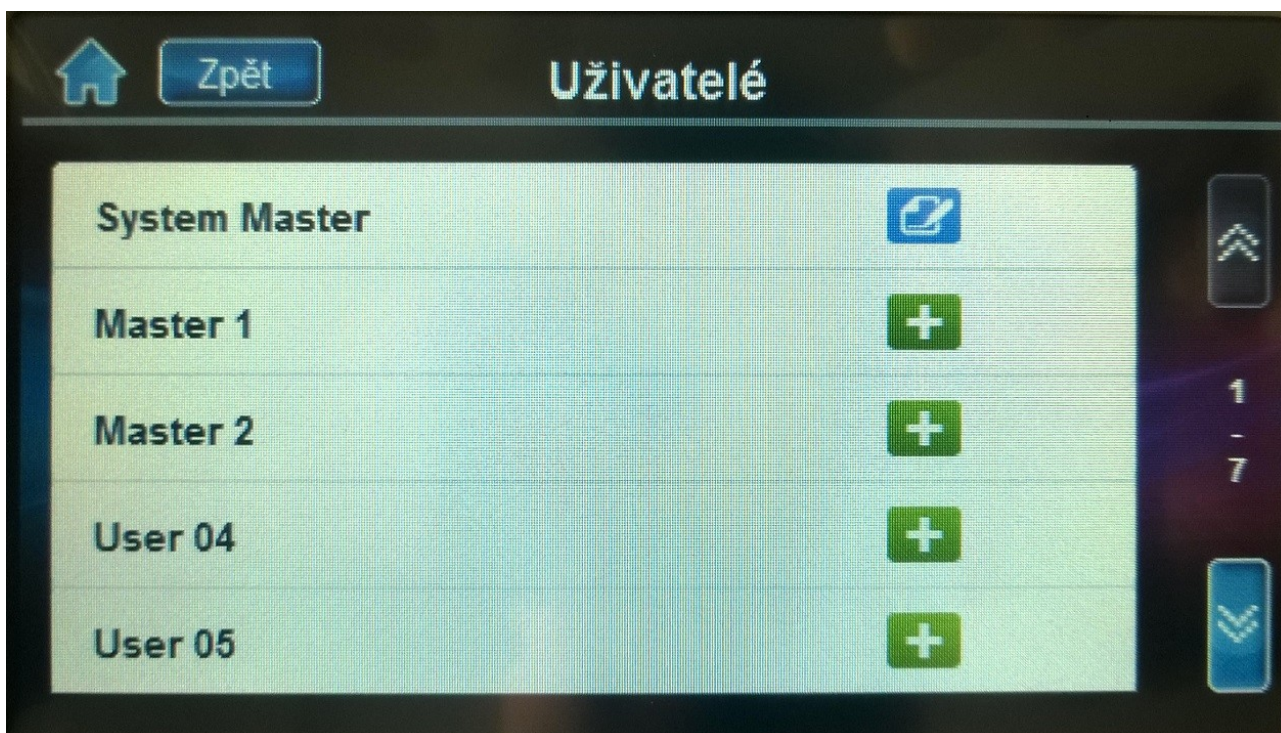 Zpět
Uživatelé
System Master
Master 1
Master 2
User 04
User 05
1
-
7